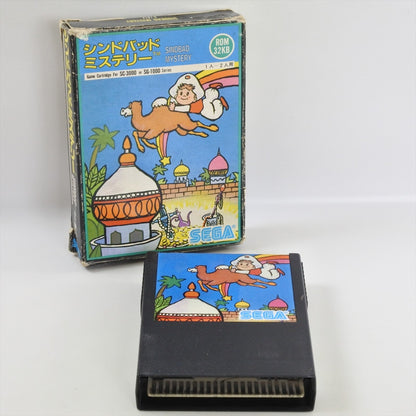 シンドバッド
ミステリー
SINDBAD
MYSTERY
ROM
32KB
Game Cartridge For SC-3000 or SG-1000 Series
1人・2人用
SEGA
SEGA